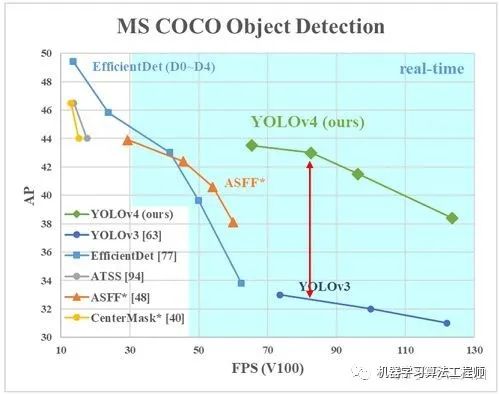 MS COCO Object Detection
50
48
46
44
42
40
38
36
34
32
30
AP
EfficientDet (D0~D4)
real-time
YOLOv4 (ours)
ASFF*
YOLOv3
YOLOv4 (ours)
YOLOv3 [63]
EfficientDet [77]
ATSS [94]
ASFF* [48]
CenterMask* [40]
10 30 50 70 90 110 130
FPS (V100)
机器学习算法工程师